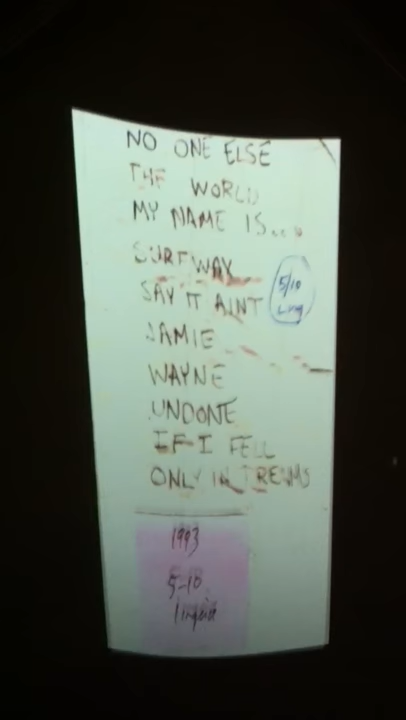 NO ONE ELSE
THE WORLD
MY NAME IS...
SURFWAX
SAY IT AINT
5/10
Ling
JAMIE
WAYNE
UNDONE
IF I FELL
ONLY IN DREAMS
1993
5-10